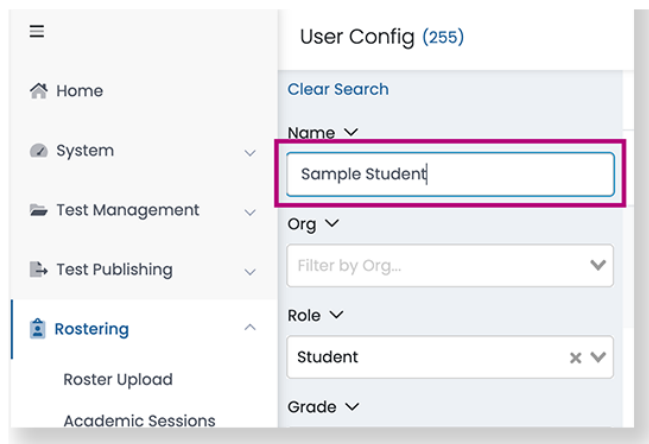 Home
System
Test Management
Test Publishing
Rostering
Roster Upload
Academic Sessions
User Config (255)
Clear Search
Name
Sample Student
Org
Filter by Org...
Role
Student
Grade